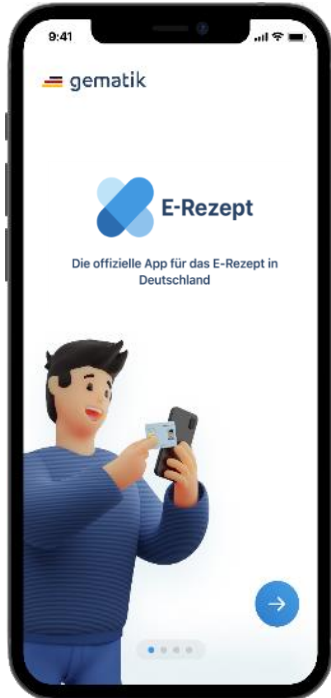 9:41
gematik
E-Rezept
Die offizielle App für das E-Rezept in
Deutschland